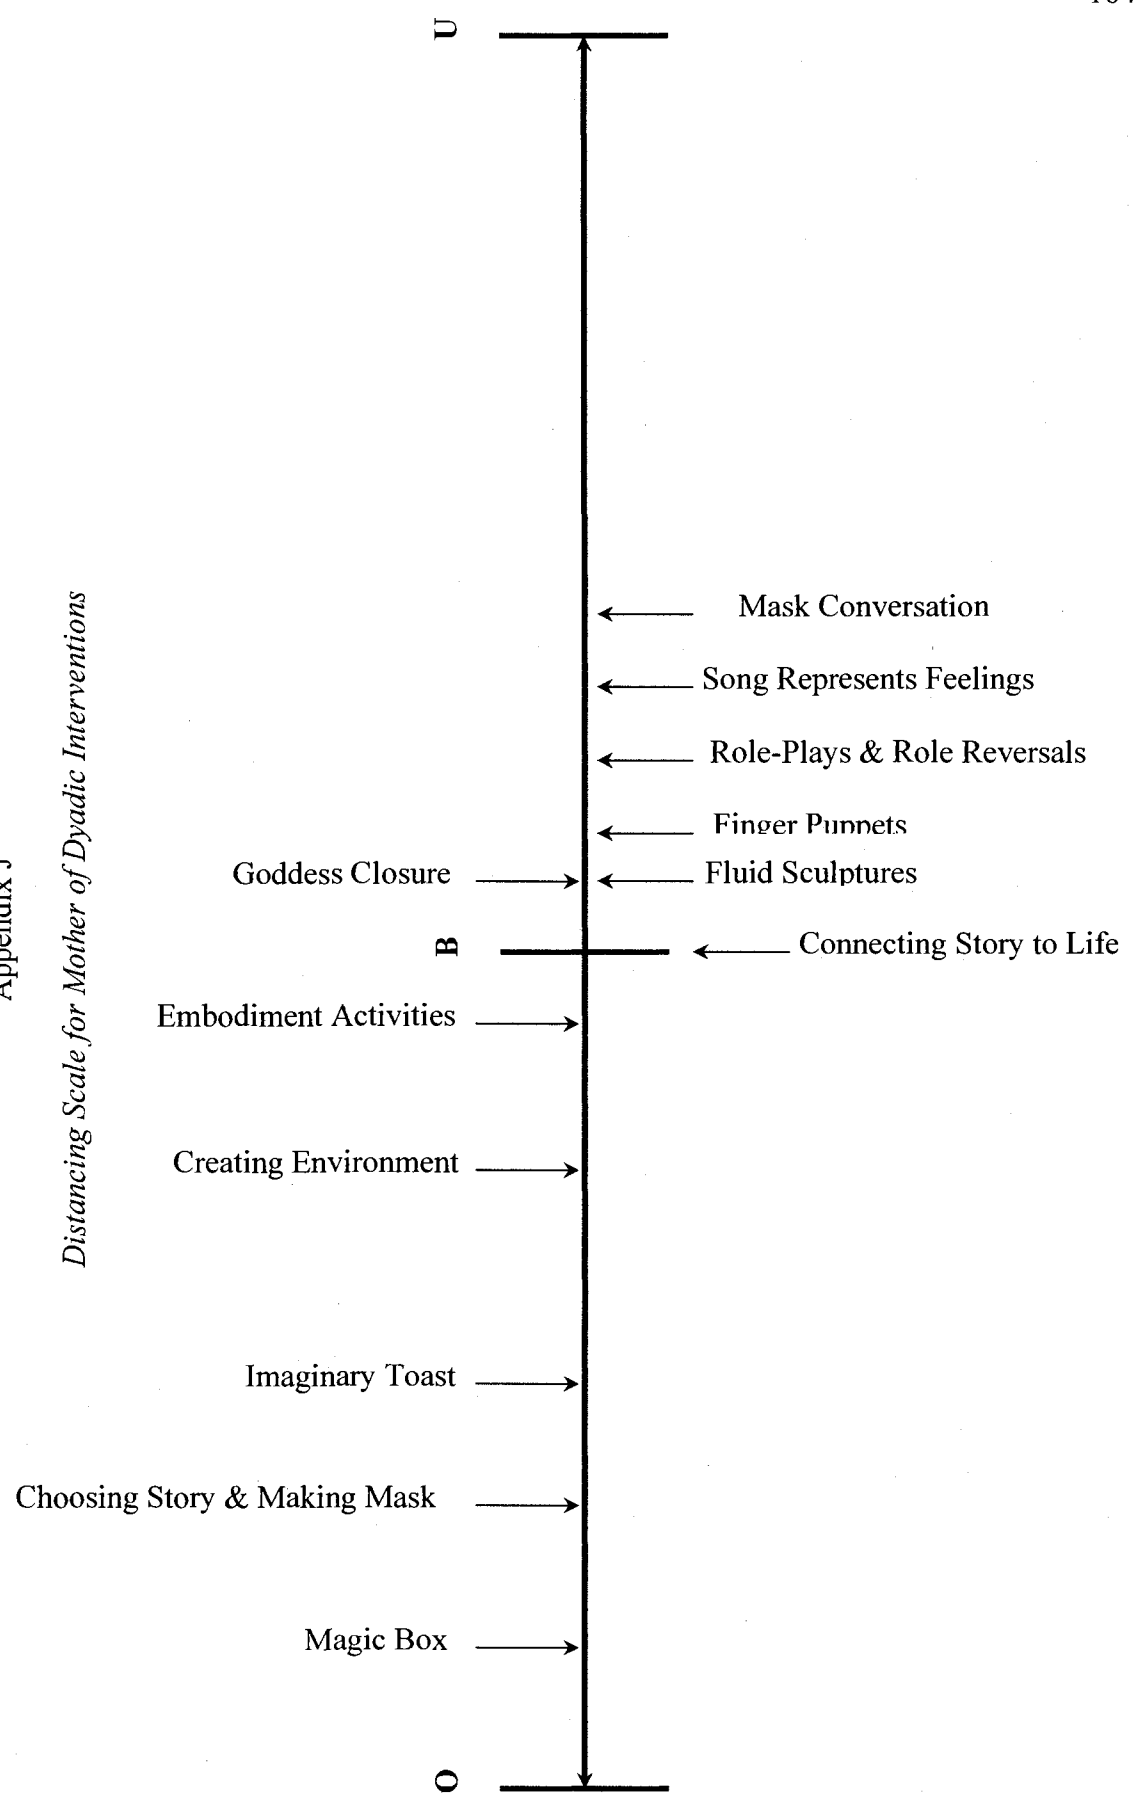 Appendix J
Distancing Scale for Mother of Dyadic Interventions
U
Mask Conversation
Song Represents Feelings
Role-Plays & Role Reversals
Finger Puppets
Goddess Closure
Fluid Sculptures
B
Connecting Story to Life
Embodiment Activities
Creating Environment
Imaginary Toast
Choosing Story & Making Mask
Magic Box
O